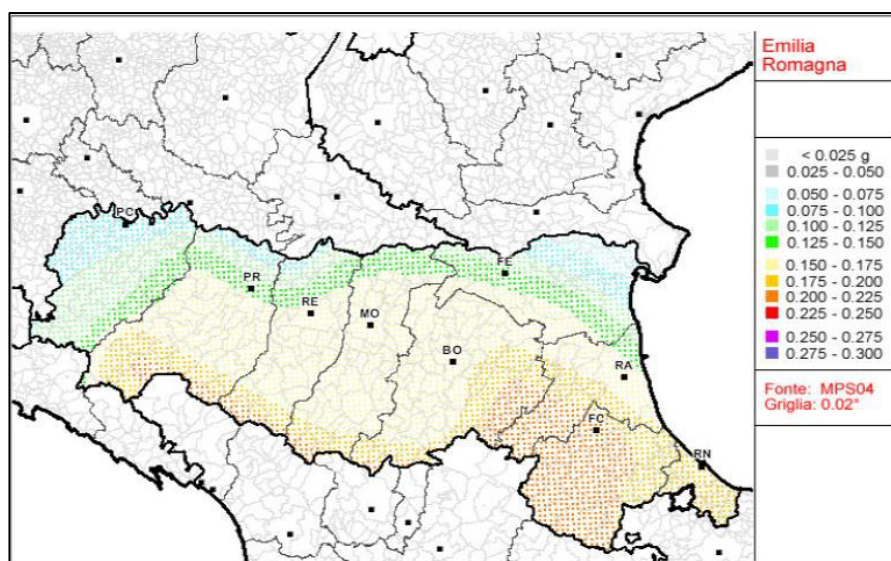 Emilia
Romagna
< 0.025 g
0.025 - 0.050
0.050 - 0.075
0.075 - 0.100
0.100 - 0.125
0.125 - 0.150
0.150 - 0.175
0.175 - 0.200
0.200 - 0.225
0.225 - 0.250
0.250 - 0.275
0.275 - 0.300
Fonte: MPS04
Griglia: 0.02°
PC
FE
PR
RE
MO
BO
RA
FC
RN